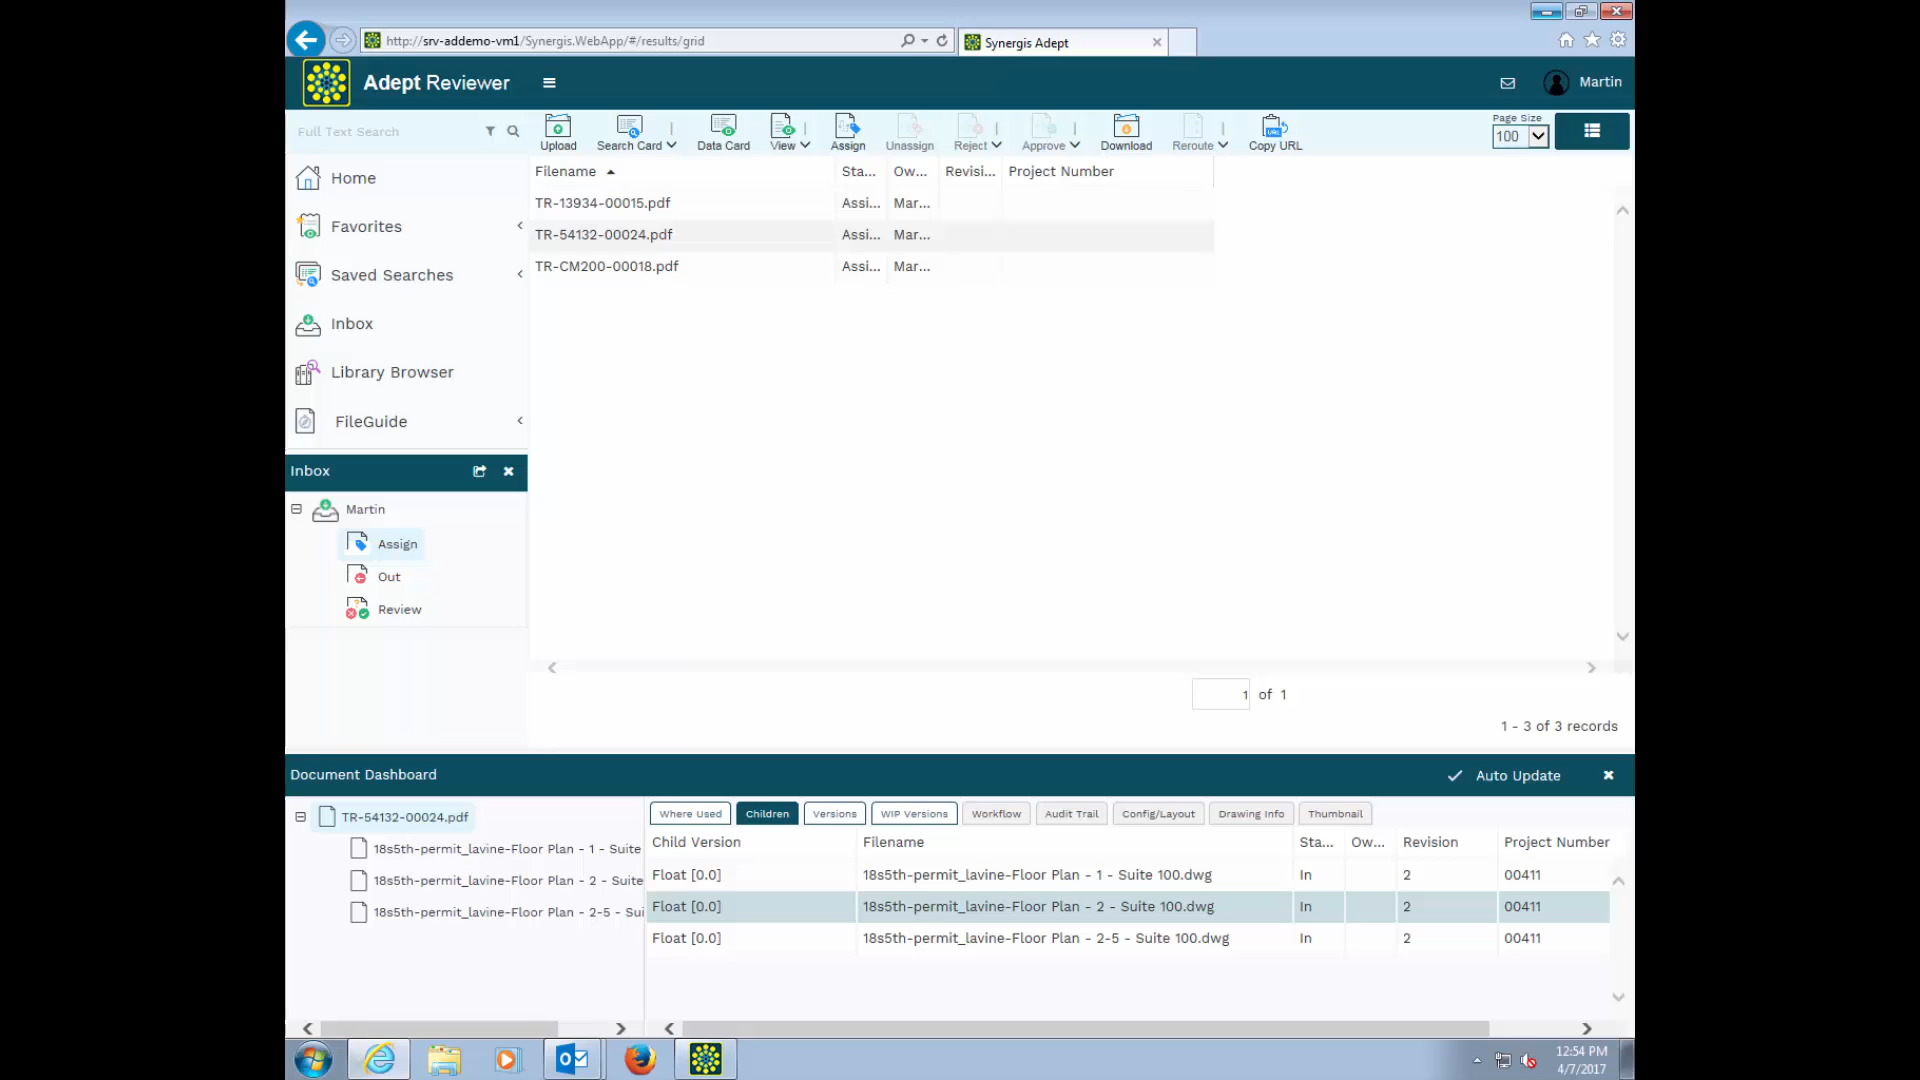 http://srv-addemo-vm1/Synergis.WebApp/#/results/grid
Synergis Adept
Adept Reviewer
Martin
Full Text Search
Upload
Search Card
Data Card
View
Assign
Unassign
Reject
Approve
Download
Reroute
Copy URL
Page Size
100
Home
Favorites
Saved Searches
Inbox
Library Browser
FileGuide
Filename Sta... Ow... Revisi... Project Number
TR-13934-00015.pdf Assi... Mar...
TR-54132-00024.pdf Assi... Mar...
TR-CM200-00018.pdf Assi... Mar...
Inbox
Martin
Assign
Out
Review
1 of 1
1 - 3 of 3 records
Document Dashboard
Auto Update
TR-54132-00024.pdf
18s5th-permit_lavine-Floor Plan - 1 - Suite
18s5th-permit_lavine-Floor Plan - 2 - Suite
18s5th-permit_lavine-Floor Plan - 2-5 - Sui
Where Used Children Versions WIP Versions Workflow Audit Trail Config/Layout Drawing Info Thumbnail
Child Version Filename Sta... Ow... Revision Project Number
Float [0.0] 18s5th-permit_lavine-Floor Plan - 1 - Suite 100.dwg In 2 00411
Float [0.0] 18s5th-permit_lavine-Floor Plan - 2 - Suite 100.dwg In 2 00411
Float [0.0] 18s5th-permit_lavine-Floor Plan - 2-5 - Suite 100.dwg In 2 00411
12:54 PM
4/7/2017